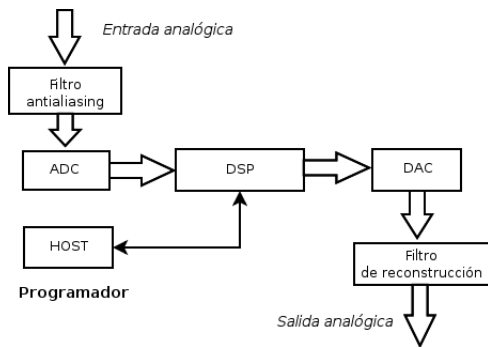 Entrada analógica
Filtro
antialiasing
ADC
DSP
DAC
HOST
Programador
Filtro
de reconstrucción
Salida analógica